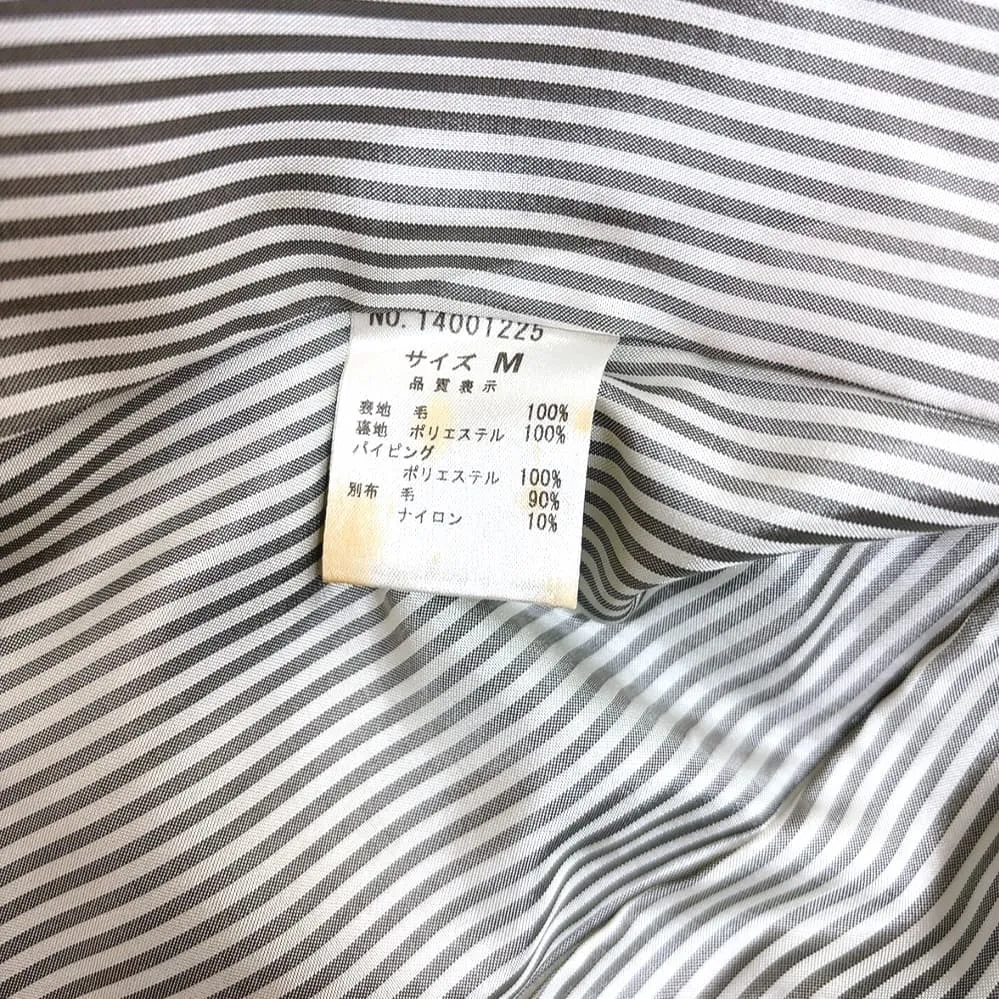 NO. 14001225
サイズ M
品質表示
表地 毛 100%
裏地 ポリエステル 100%
パイピング
ポリエステル 100%
別布 毛 90%
ナイロン 10%